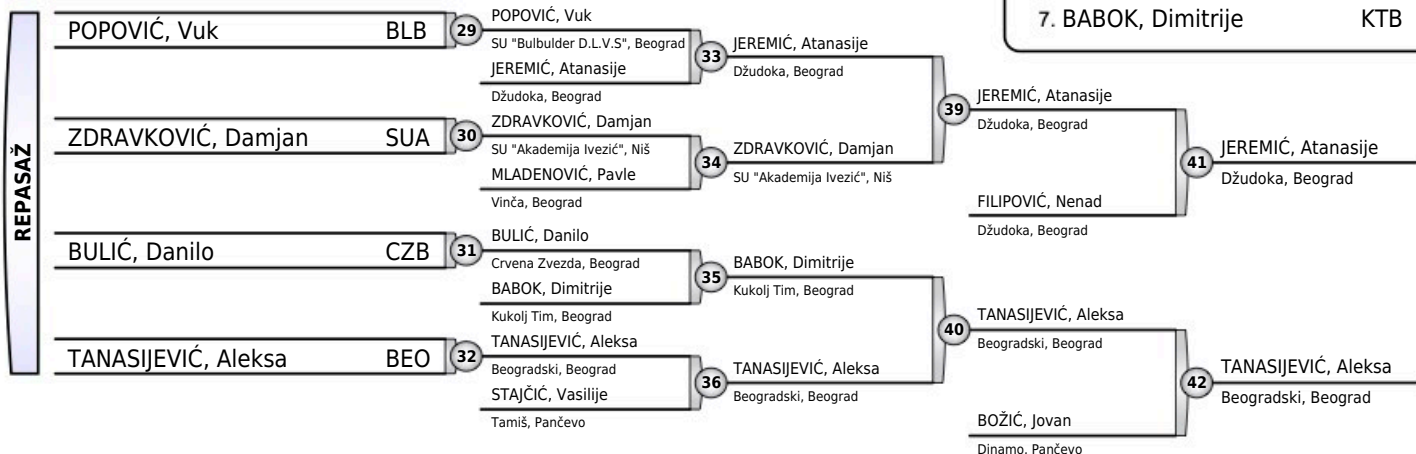 7. BABOK, Dimitrije KTB
REPASAŽ
POPOVIĆ, Vuk BLB
ZDRAVKOVIĆ, Damjan SUA
BULIĆ, Danilo CZB
TANASIJEVIĆ, Aleksa BEO
29
30
31
32
POPOVIĆ, Vuk
SU "Bulbulder D.L.V.S", Beograd
JEREMIĆ, Atanasije
Džudoka, Beograd
ZDRAVKOVIĆ, Damjan
SU "Akademija Ivezić", Niš
MLADENOVIĆ, Pavle
Vinča, Beograd
BULIĆ, Danilo
Crvena Zvezda, Beograd
BABOK, Dimitrije
Kukolj Tim, Beograd
TANASIJEVIĆ, Aleksa
Beogradski, Beograd
STAJČIĆ, Vasilije
Tamiš, Pančevo
33
34
35
36
JEREMIĆ, Atanasije
Džudoka, Beograd
ZDRAVKOVIĆ, Damjan
SU "Akademija Ivezić", Niš
BABOK, Dimitrije
Kukolj Tim, Beograd
TANASIJEVIĆ, Aleksa
Beogradski, Beograd
39
40
JEREMIĆ, Atanasije
Džudoka, Beograd
FILIPOVIĆ, Nenad
Džudoka, Beograd
TANASIJEVIĆ, Aleksa
Beogradski, Beograd
BOŽIĆ, Jovan
Dinamo, Pančevo
41
42
JEREMIĆ, Atanasije
Džudoka, Beograd
TANASIJEVIĆ, Aleksa
Beogradski, Beograd